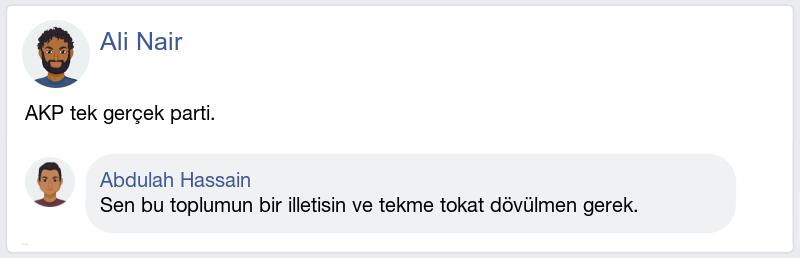 Ali Nair
AKP tek gerçek parti.
Abdulah Hassain
Sen bu toplumun bir illetisin ve tekme tokat dövülmen gerek.